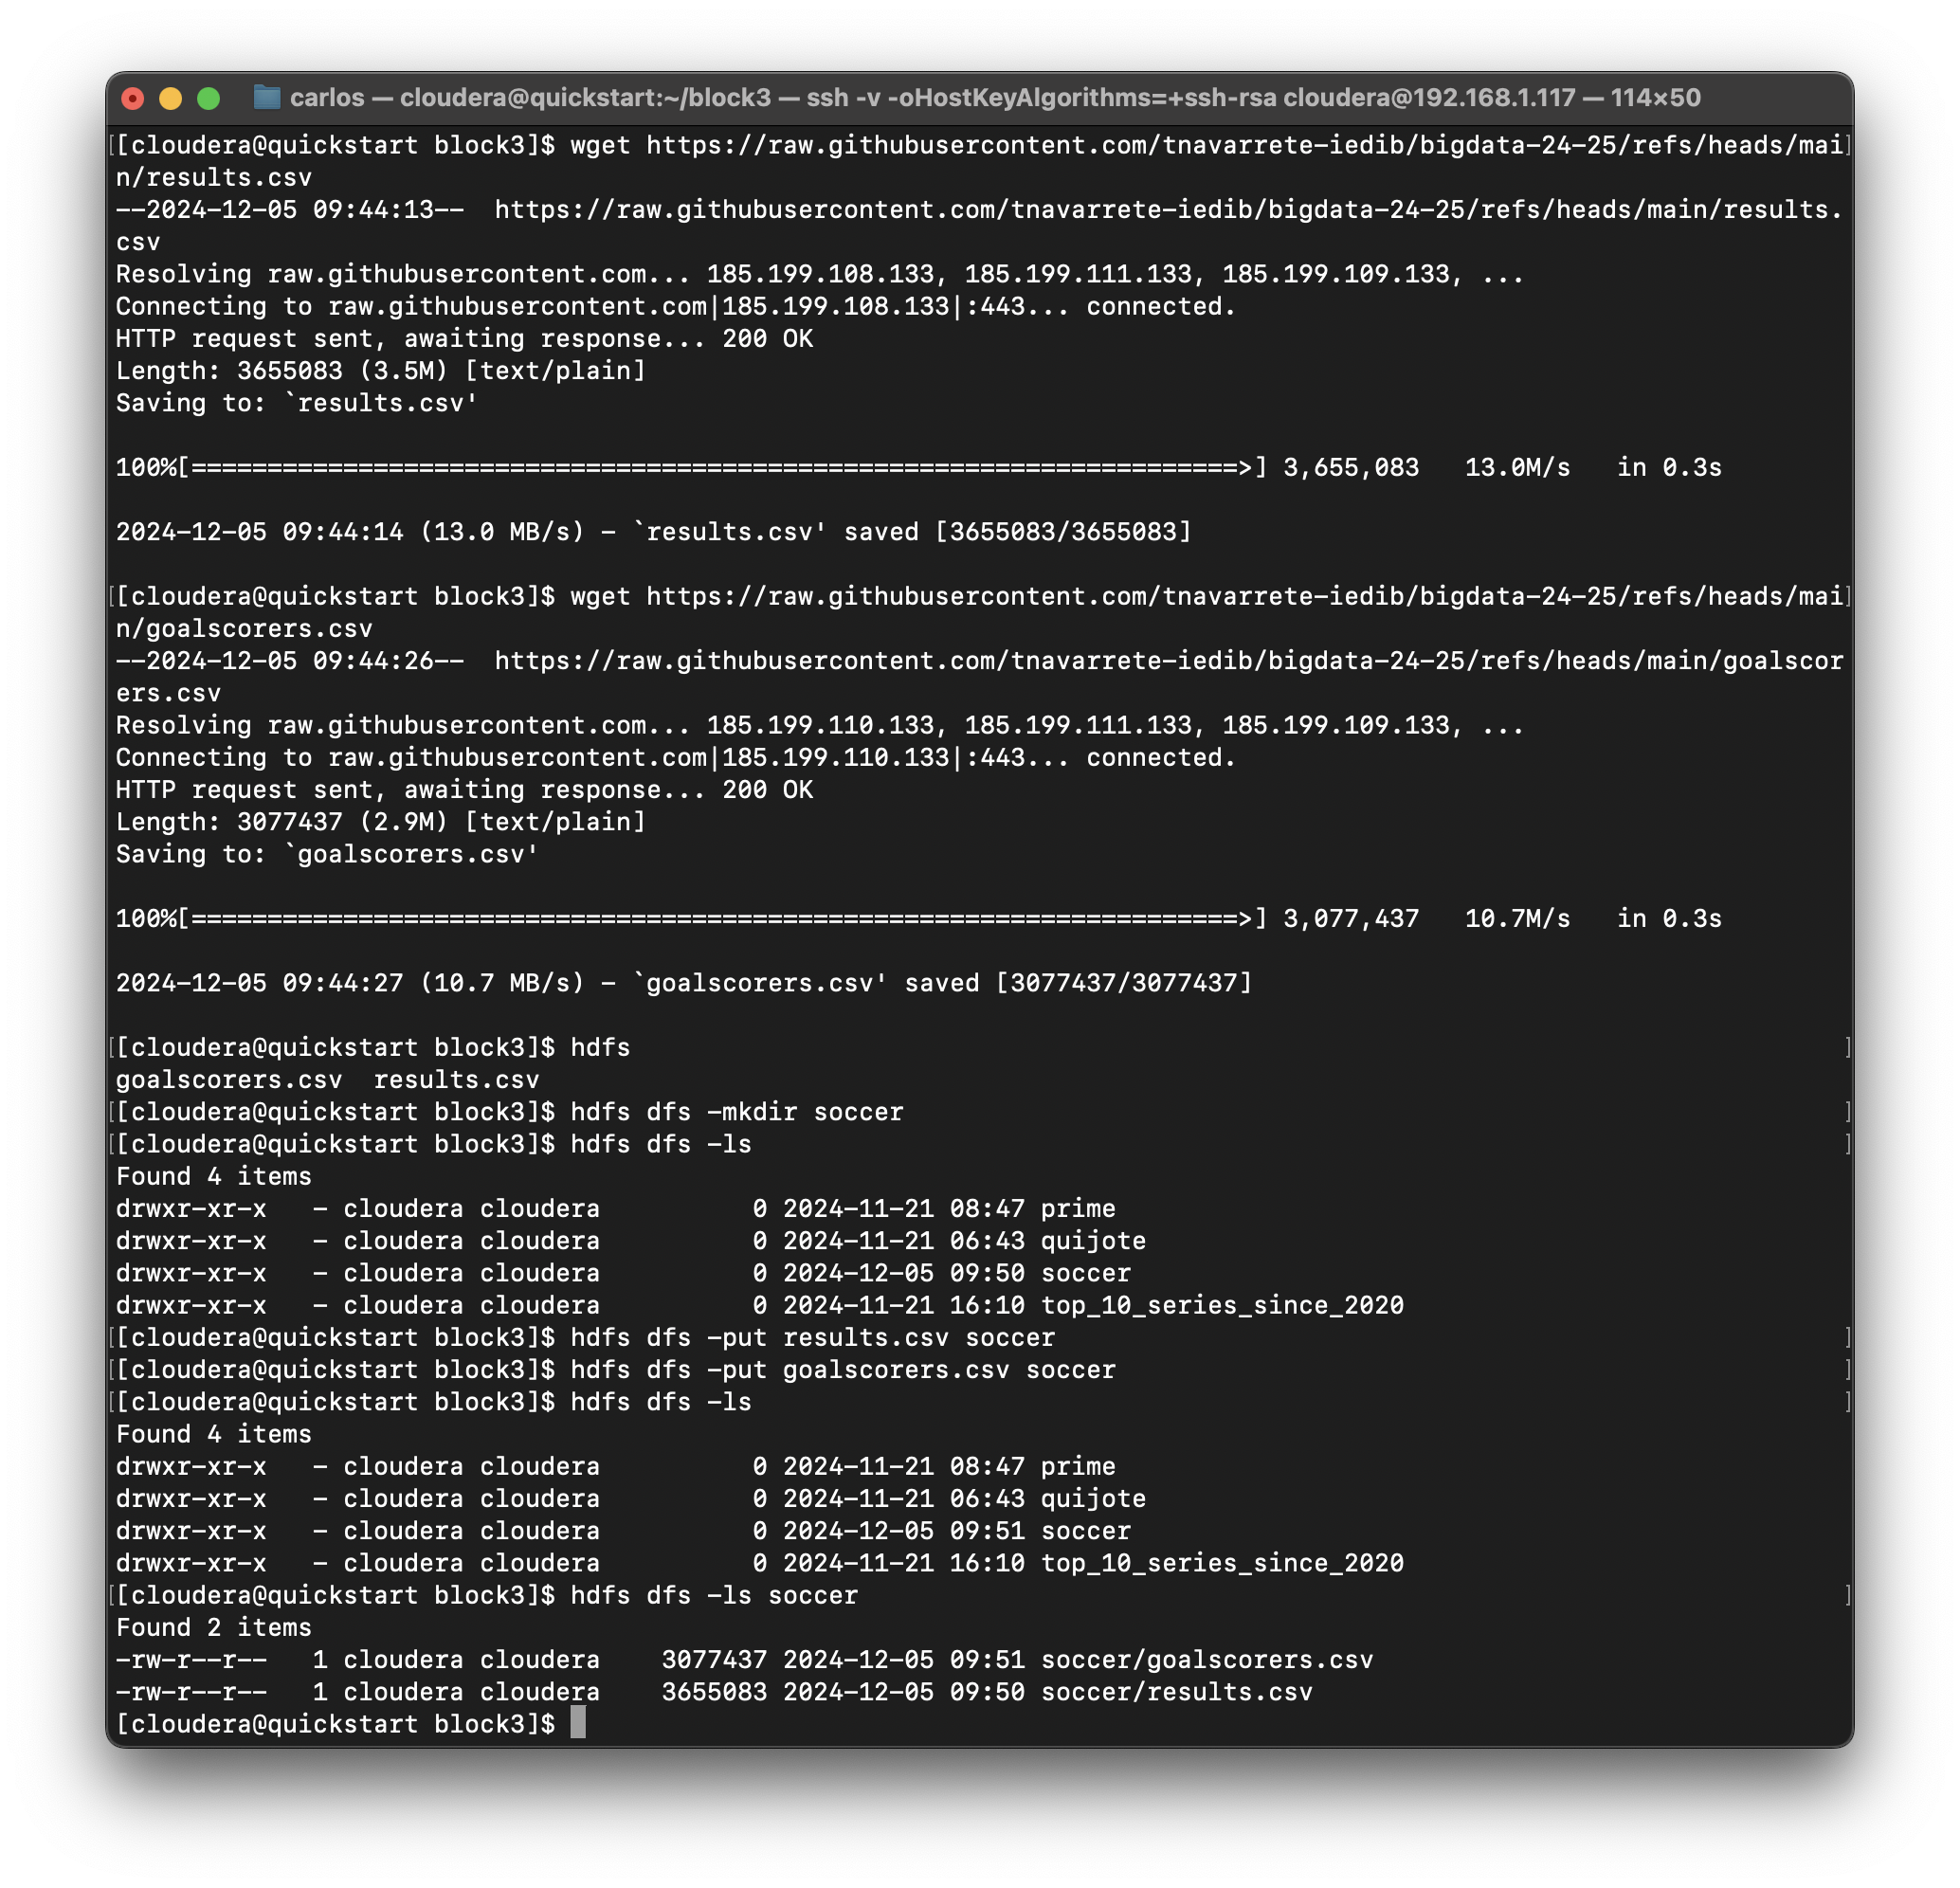 carlos — cloudera@quickstart:~/block3 — ssh -v -oHostKeyAlgorithms=+ssh-rsa cloudera@192.168.1.117 — 114×50
[[cloudera@quickstart block3]$ wget https://raw.githubusercontent.com/tnavarrete-iedib/bigdata-24-25/refs/heads/mai]
n/results.csv
--2024-12-05 09:44:13--  https://raw.githubusercontent.com/tnavarrete-iedib/bigdata-24-25/refs/heads/main/results.
csv
Resolving raw.githubusercontent.com... 185.199.108.133, 185.199.111.133, 185.199.109.133, ...
Connecting to raw.githubusercontent.com|185.199.108.133|:443... connected.
HTTP request sent, awaiting response... 200 OK
Length: 3655083 (3.5M) [text/plain]
Saving to: `results.csv'
100%[=====================================================================>] 3,655,083   13.0M/s   in 0.3s
2024-12-05 09:44:14 (13.0 MB/s) - `results.csv' saved [3655083/3655083]
[[cloudera@quickstart block3]$ wget https://raw.githubusercontent.com/tnavarrete-iedib/bigdata-24-25/refs/heads/mai]
n/goalscorers.csv
--2024-12-05 09:44:26--  https://raw.githubusercontent.com/tnavarrete-iedib/bigdata-24-25/refs/heads/main/goalscor
ers.csv
Resolving raw.githubusercontent.com... 185.199.110.133, 185.199.111.133, 185.199.109.133, ...
Connecting to raw.githubusercontent.com|185.199.110.133|:443... connected.
HTTP request sent, awaiting response... 200 OK
Length: 3077437 (2.9M) [text/plain]
Saving to: `goalscorers.csv'
100%[=====================================================================>] 3,077,437   10.7M/s   in 0.3s
2024-12-05 09:44:27 (10.7 MB/s) - `goalscorers.csv' saved [3077437/3077437]
[[cloudera@quickstart block3]$ hdfs ]
goalscorers.csv  results.csv
[[cloudera@quickstart block3]$ hdfs dfs -mkdir soccer ]
[[cloudera@quickstart block3]$ hdfs dfs -ls ]
Found 4 items
drwxr-xr-x   - cloudera cloudera          0 2024-11-21 08:47 prime
drwxr-xr-x   - cloudera cloudera          0 2024-11-21 06:43 quijote
drwxr-xr-x   - cloudera cloudera          0 2024-12-05 09:50 soccer
drwxr-xr-x   - cloudera cloudera          0 2024-11-21 16:10 top_10_series_since_2020
[[cloudera@quickstart block3]$ hdfs dfs -put results.csv soccer ]
[[cloudera@quickstart block3]$ hdfs dfs -put goalscorers.csv soccer ]
[[cloudera@quickstart block3]$ hdfs dfs -ls ]
Found 4 items
drwxr-xr-x   - cloudera cloudera          0 2024-11-21 08:47 prime
drwxr-xr-x   - cloudera cloudera          0 2024-11-21 06:43 quijote
drwxr-xr-x   - cloudera cloudera          0 2024-12-05 09:51 soccer
drwxr-xr-x   - cloudera cloudera          0 2024-11-21 16:10 top_10_series_since_2020
[[cloudera@quickstart block3]$ hdfs dfs -ls soccer ]
Found 2 items
-rw-r--r--   1 cloudera cloudera    3077437 2024-12-05 09:51 soccer/goalscorers.csv
-rw-r--r--   1 cloudera cloudera    3655083 2024-12-05 09:50 soccer/results.csv
[cloudera@quickstart block3]$